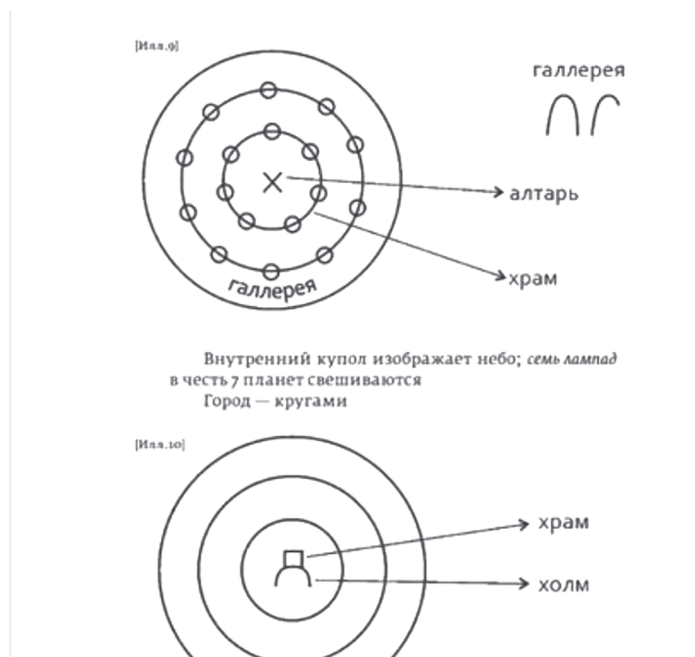 [Илл.9]
галлерея
алтарь
храм
галлерея
Внутренний купол изображает небо; семь лампад
в честь 7 планет свешиваются
Город — кругами
[Илл.10]
храм
холм